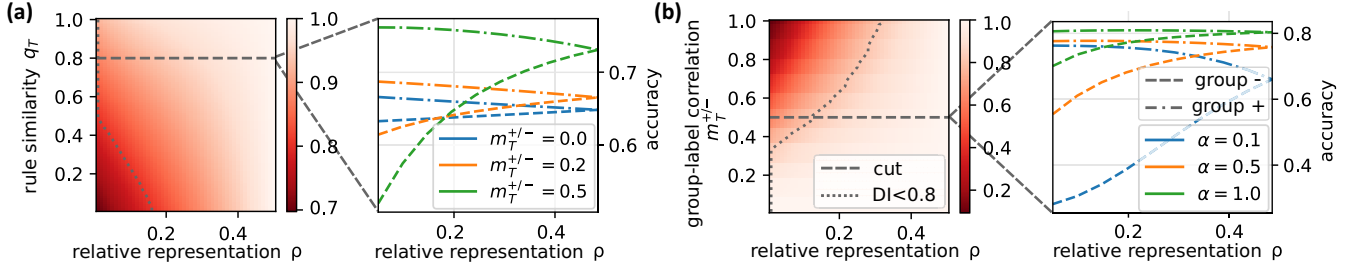 (a)
rule similarity q_T
1.0
0.8
0.6
0.4
0.2
0.2
0.4
relative representation ρ
1.0
0.9
0.8
0.7
m_T^{+/-} = 0.0
m_T^{+/-} = 0.2
m_T^{+/-} = 0.5
0.2
0.4
relative representation ρ
0.7
0.6
accuracy
(b)
group-label correlation
m_T^{+/-}
1.0
0.8
0.6
0.4
0.2
cut
DI<0.8
0.2
0.4
relative representation ρ
1.0
0.8
0.6
0.4
0.2
group -
group +
α = 0.1
α = 0.5
α = 1.0
0.2
0.4
relative representation ρ
0.8
0.6
0.4
accuracy